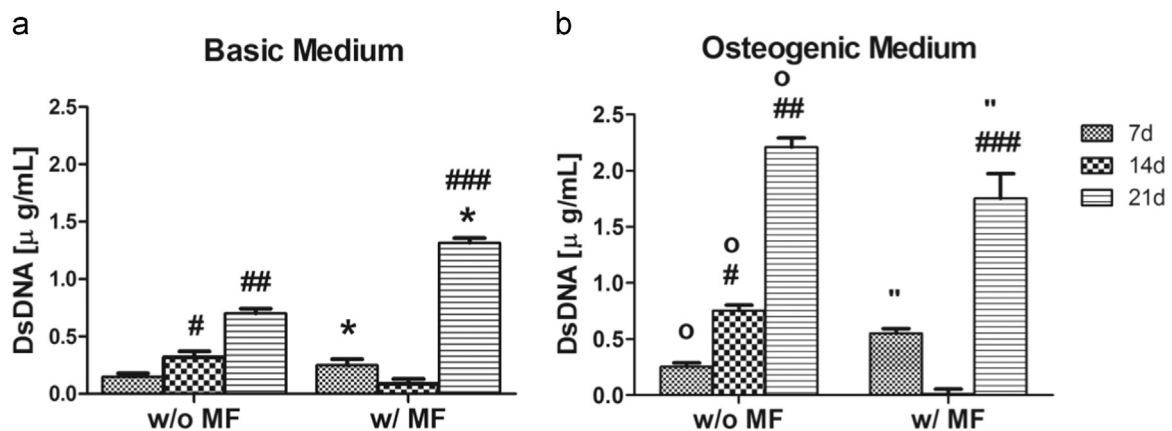 a
Basic Medium
DsDNA [μ g/mL]
2.5
2.0
1.5
1.0
0.5
0.0
#
##
*
###
*
w/o MF
w/ MF
b
Osteogenic Medium
DsDNA [μ g/mL]
2.5
2.0
1.5
1.0
0.5
0.0
o
o
#
o
##
"
"
###
w/o MF
w/ MF
7d
14d
21d